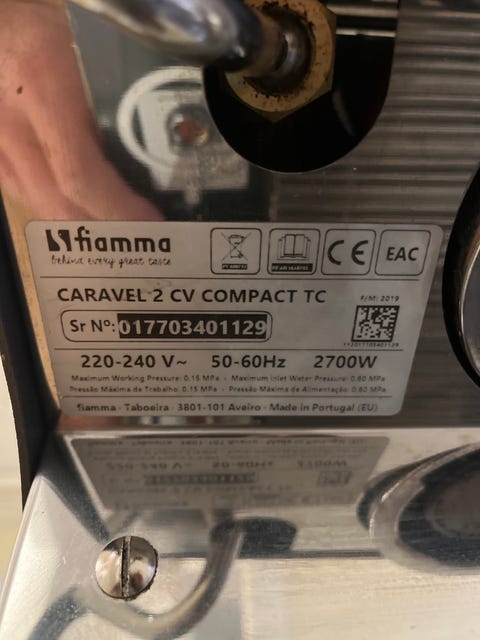 fiamma
behind every great taste
CE
EAC
CARAVEL 2 CV COMPACT TC
F/M: 2019
Sr Nº: 017703401129
220-240 V~ 50-60Hz 2700W
Maximum Working Pressure: 0.15 MPa - Maximum Inlet Water Pressure: 0.60 MPa
Pressão Máxima de Trabalho: 0.15 MPa - Pressão Máxima de Alimentação: 0.60 MPa
fiamma - Taboeira - 3801-101 Aveiro - Made in Portugal (EU)